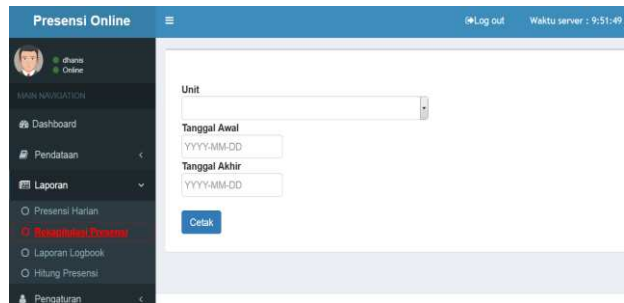 Presensi Online
Log out
Waktu server : 9:51:49
dhanis
Online
MAIN NAVIGATION
Dashboard
Pendataan
Laporan
Presensi Harian
Rekapitulasi Presensi
Laporan Logbook
Hitung Presensi
Pengaturan
Unit
Tanggal Awal
YYYY-MM-DD
Tanggal Akhir
YYYY-MM-DD
Cetak